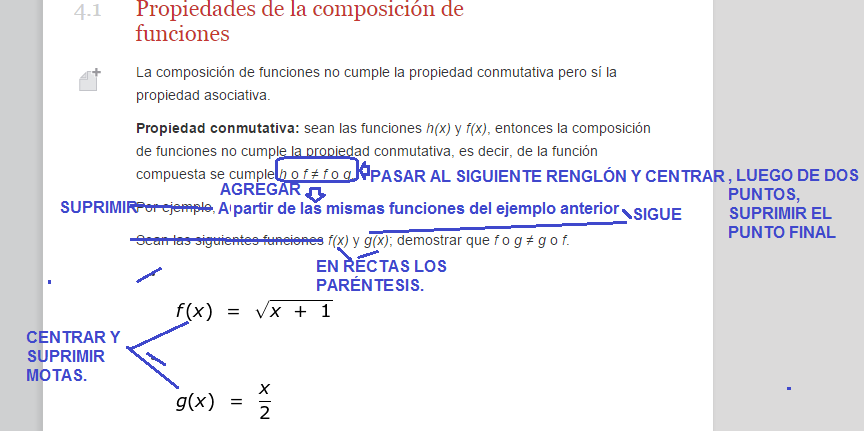 4.1 Propiedades de la composición de
funciones
La composición de funciones no cumple la propiedad conmutativa pero sí la
propiedad asociativa.
Propiedad conmutativa: sean las funciones h(x) y f(x), entonces la composición
de funciones no cumple la propiedad conmutativa, es decir, de la función
compuesta se cumple h o f ≠ f o g.
PASAR AL SIGUIENTE RENGLÓN Y CENTRAR , LUEGO DE DOS
PUNTOS,
SUPRIMIR EL
PUNTO FINAL
AGREGAR
SUPRIMIR Por ejemplo, A partir de las mismas funciones del ejemplo anterior SIGUE
Sean las siguientes funciones f(x) y g(x); demostrar que f o g ≠ g o f.
EN RECTAS LOS
PARÉNTESIS.
f(x) = √x + 1
CENTRAR Y
SUPRIMIR
MOTAS.
g(x) = x/2